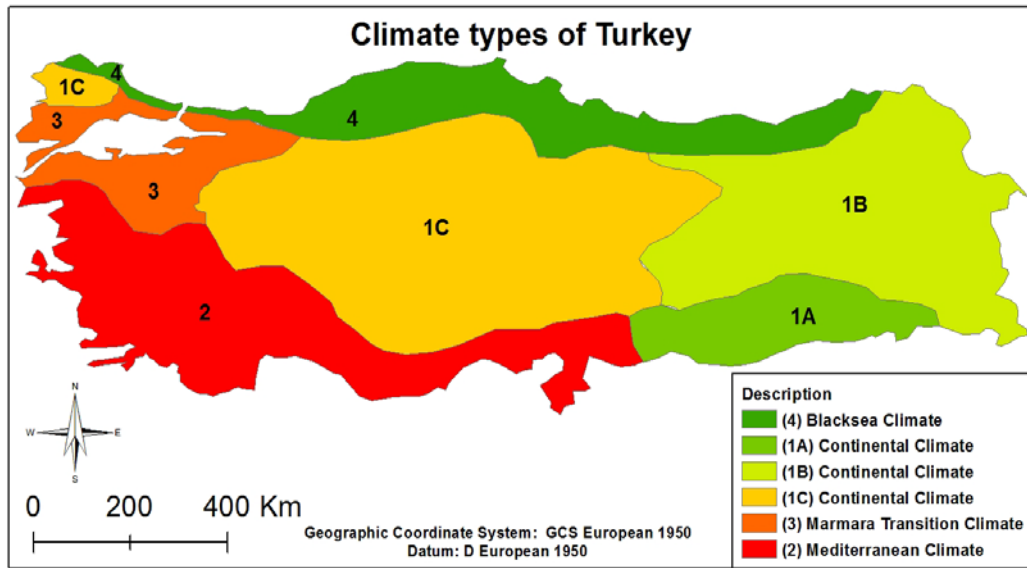 Climate types of Turkey
4
1C
3
4
3
1C
1B
2
1A
N
W E
S
0 200 400 Km
Geographic Coordinate System: GCS European 1950
Datum: D European 1950
Description
(4) Blacksea Climate
(1A) Continental Climate
(1B) Continental Climate
(1C) Continental Climate
(3) Marmara Transition Climate
(2) Mediterranean Climate